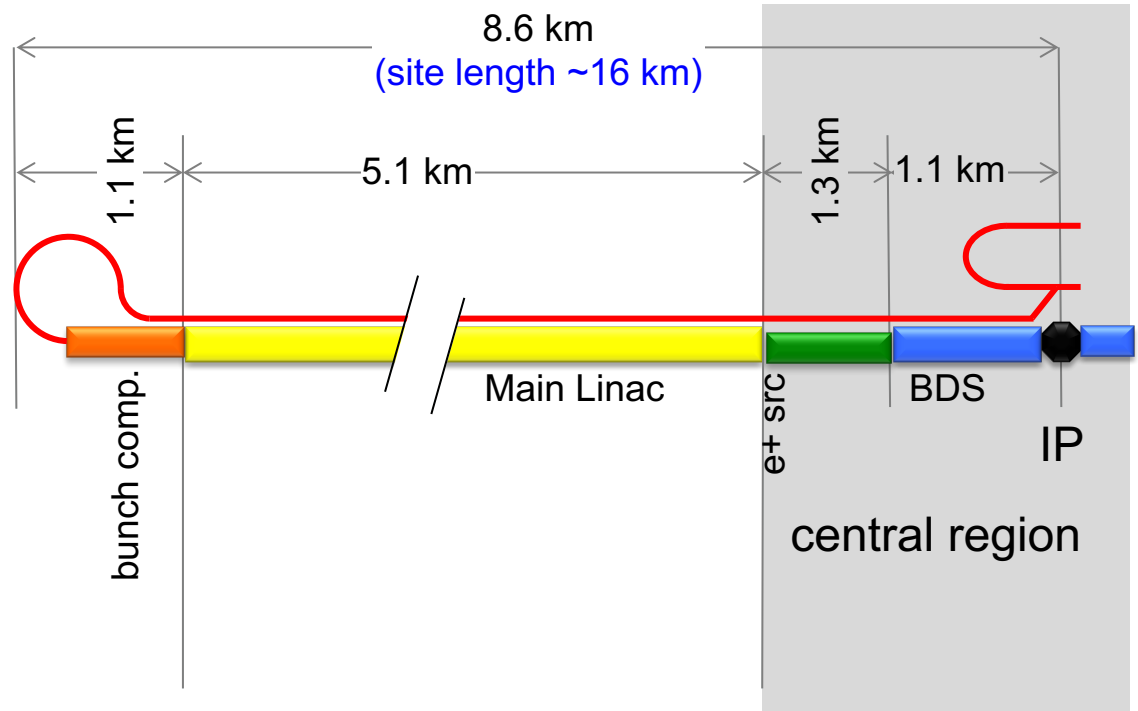 8.6 km
(site length ~16 km)
1.1 km
5.1 km
1.3 km
1.1 km
bunch comp.
Main Linac
e+ src
BDS
IP
central region